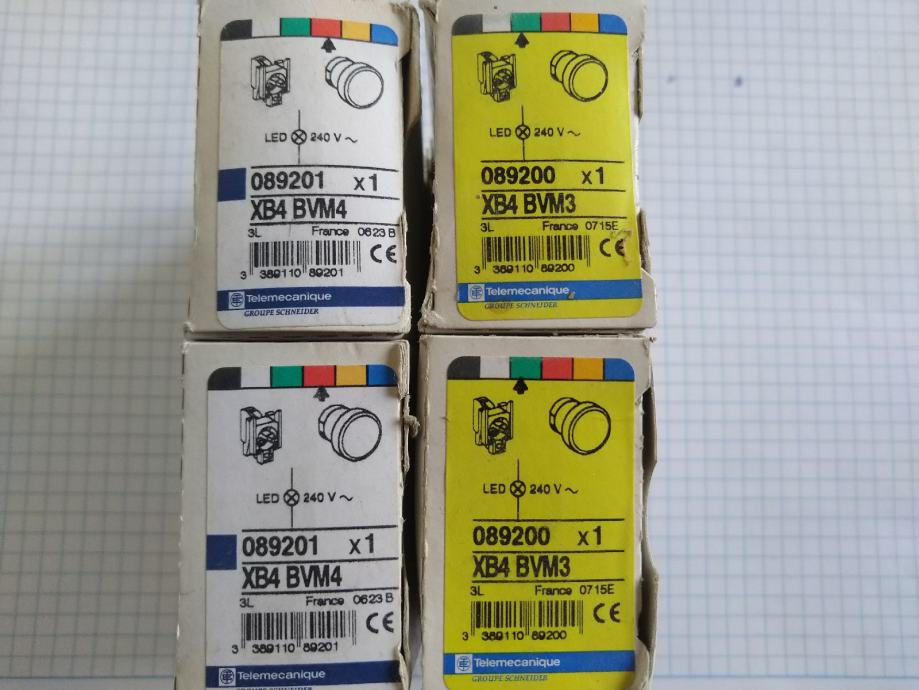 LED 240 V ~
089201 x1
XB4 BVM4
3L France 0623 B
3 389110 89201 CE
Telemecanique
GROUPE SCHNEIDER
LED 240 V ~
089200 x1
XB4 BVM3
3L France 0715E
3 389110 89200 CE
Telemecanique
GROUPE SCHNEIDER
LED 240 V ~
089201 x1
XB4 BVM4
3L France 0623 B
3 389110 89201 CE
Telemecanique
LED 240 V ~
089200 x1
XB4 BVM3
3L France 0715E
3 389110 89200 CE
Telemecanique
GROUPE SCHNEIDER